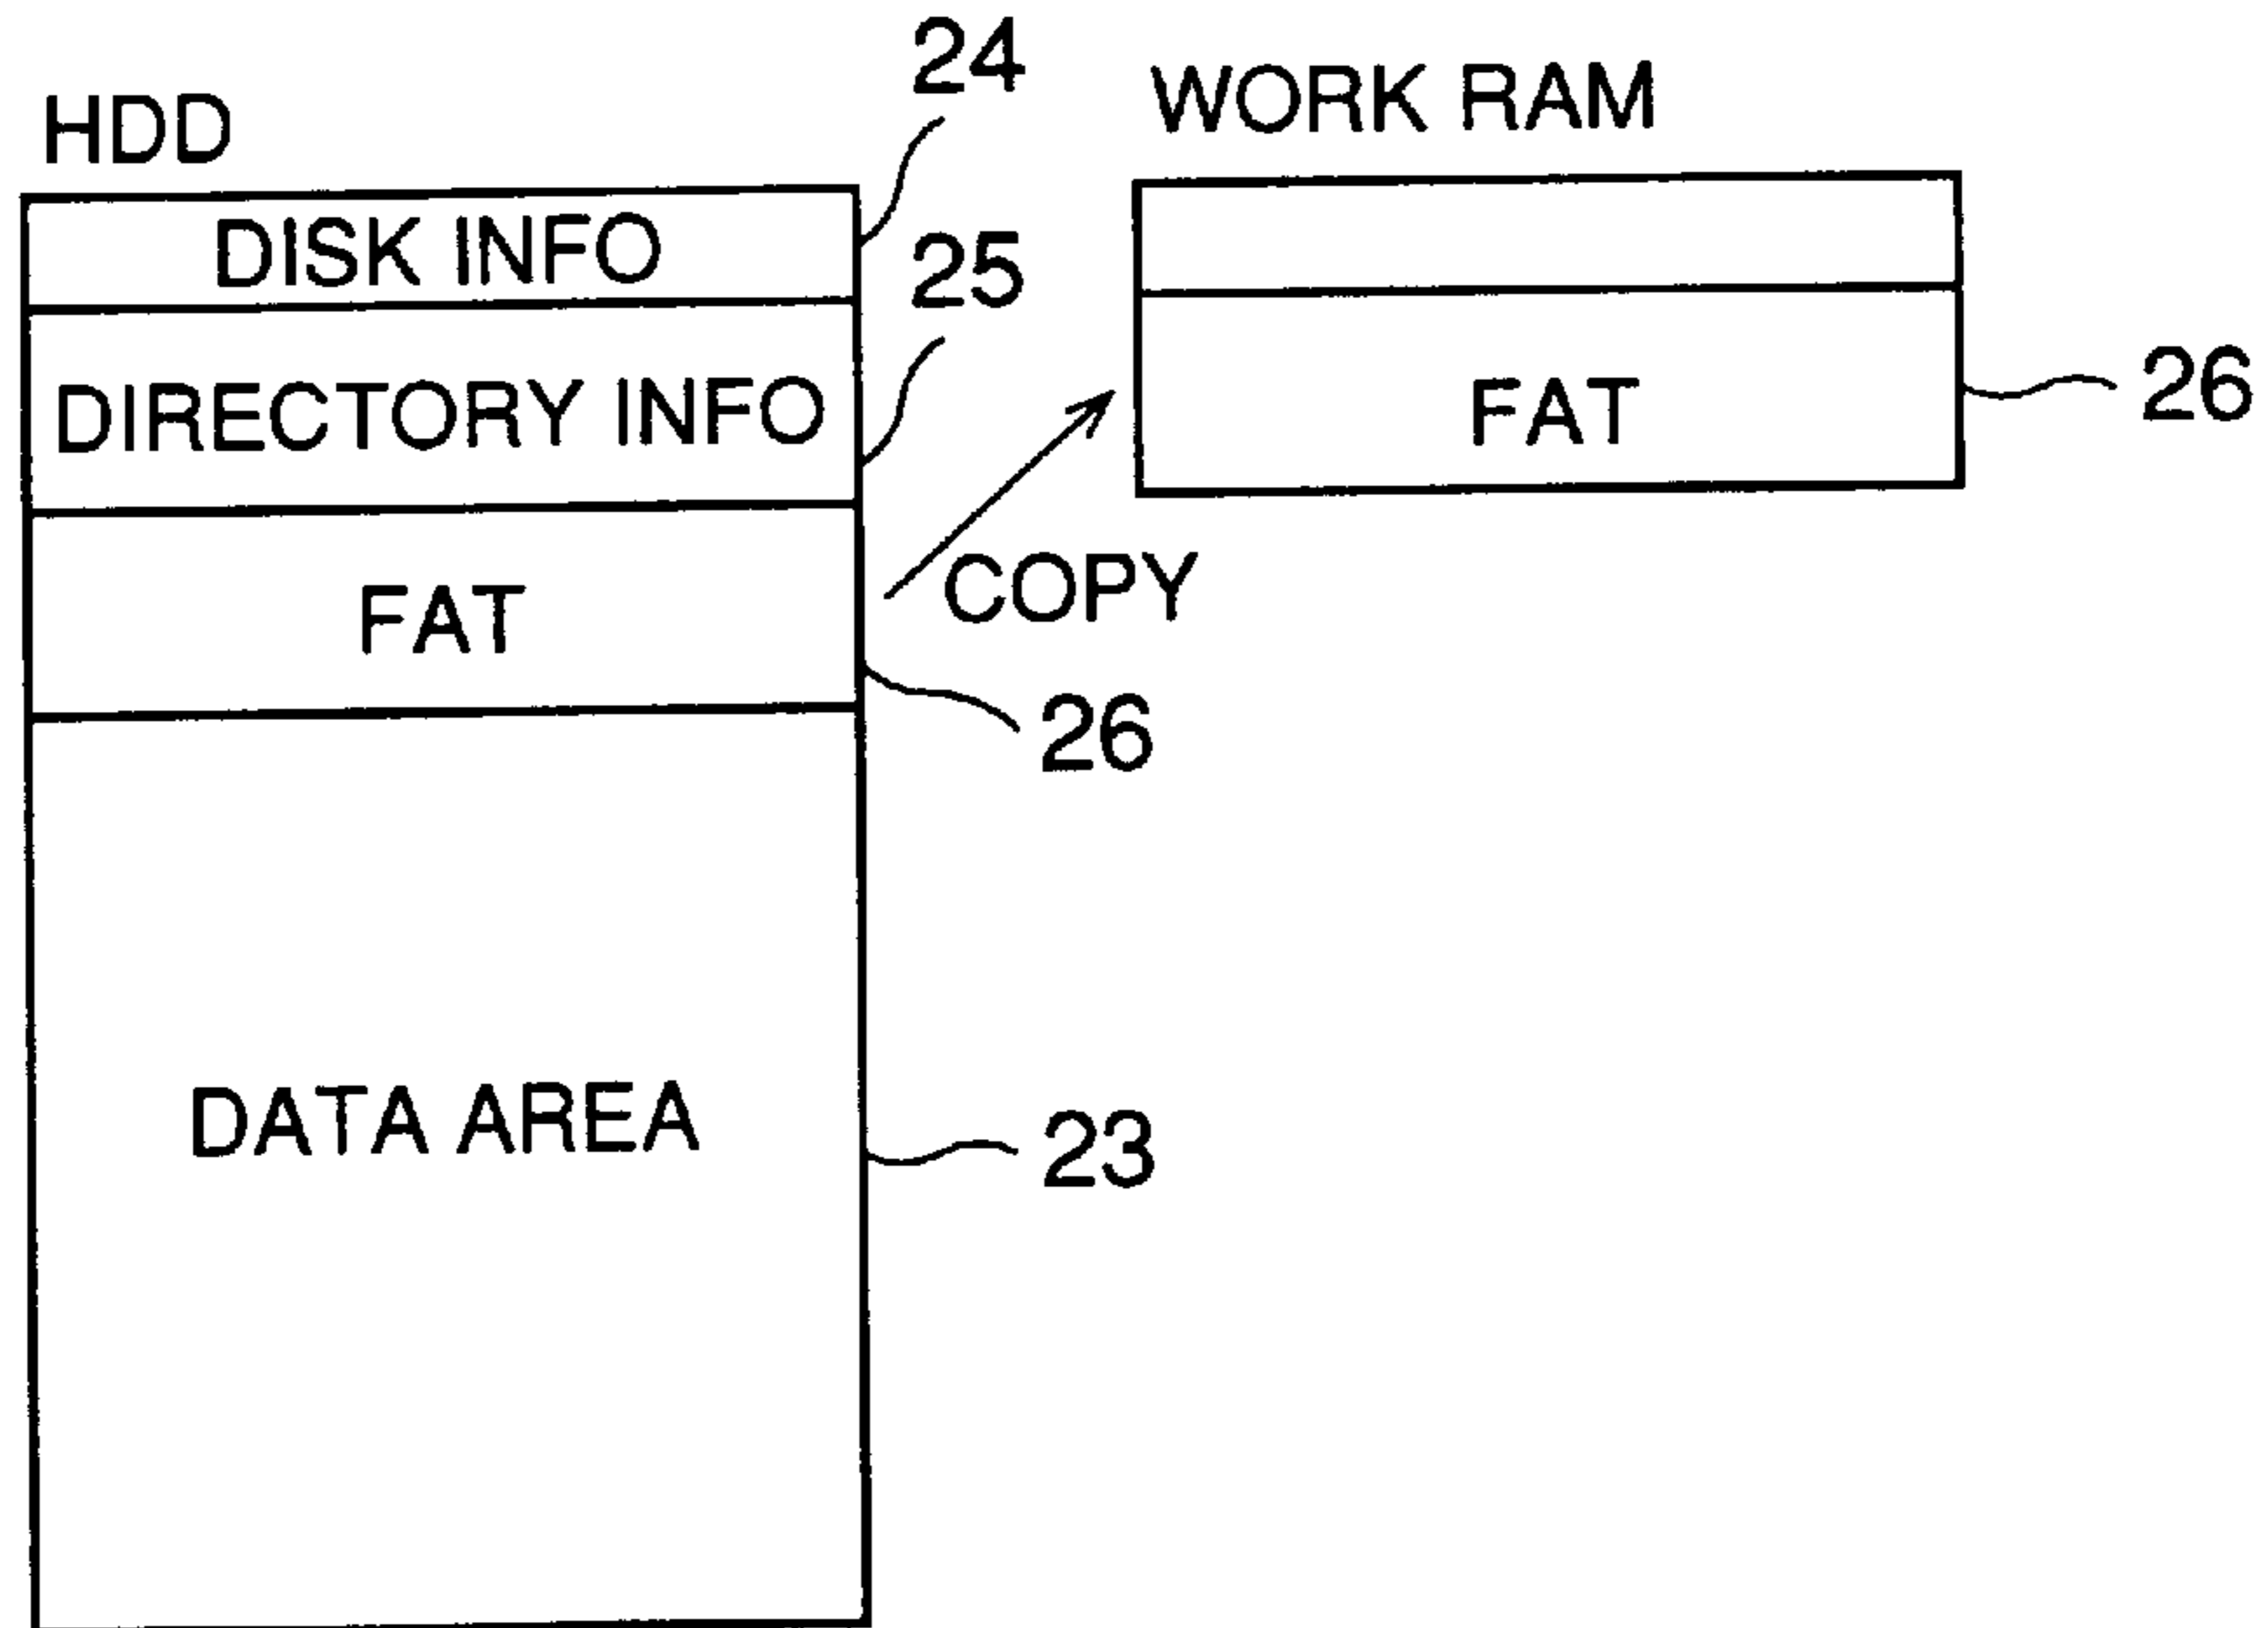 HDD
24
DISK INFO
25
DIRECTORY INFO
FAT
26
DATA AREA
23
COPY
WORK RAM
FAT
26